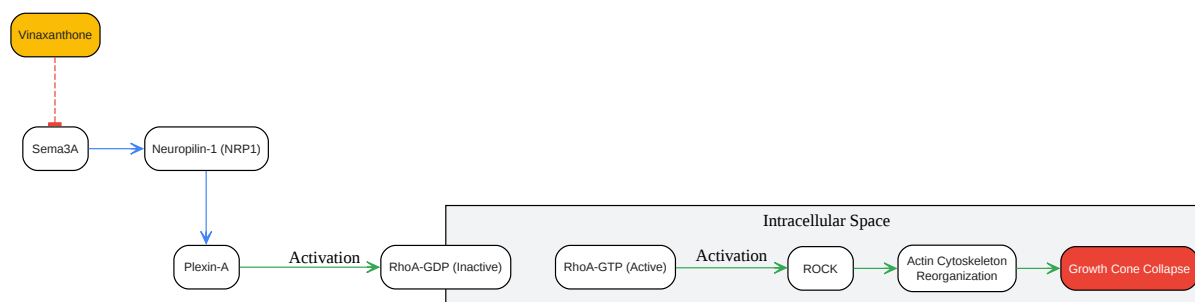 Vinaxanthone
Sema3A
Neuropilin-1 (NRP1)
Intracellular Space
Plexin-A
Activation
RhoA-GDP (Inactive)
RhoA-GTP (Active)
Activation
ROCK
Actin Cytoskeleton
Reorganization
Growth Cone Collapse